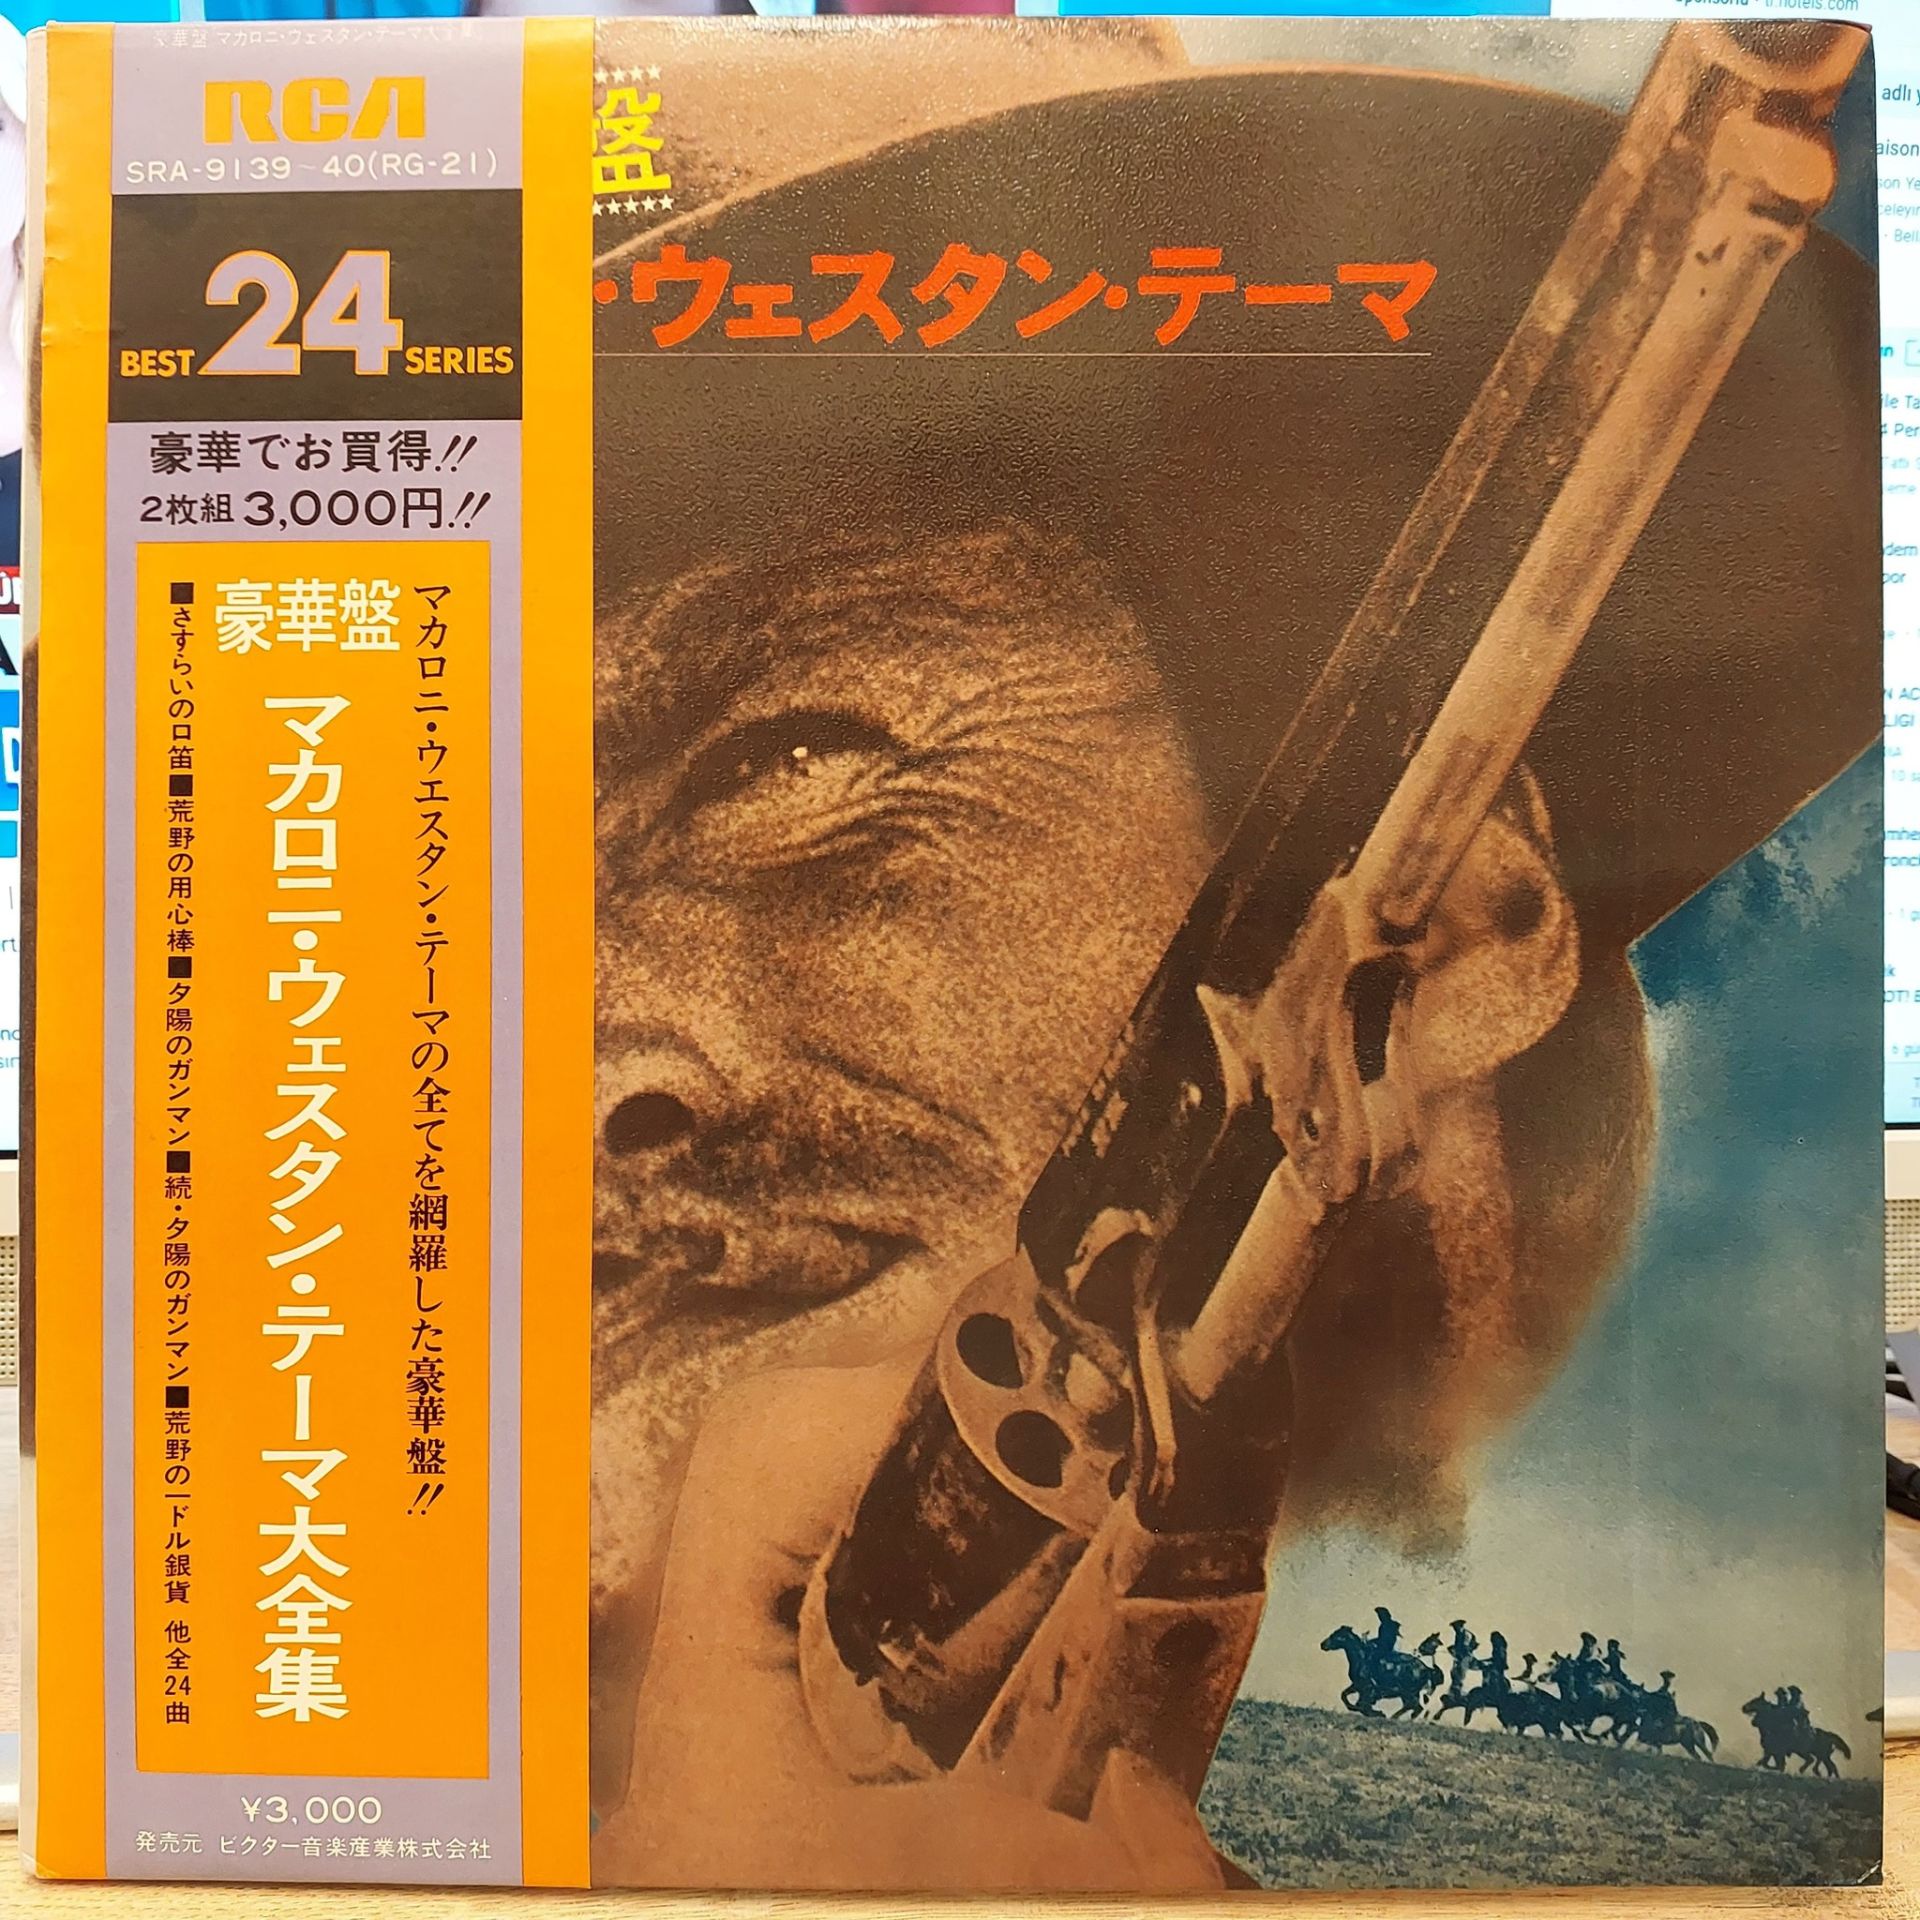 豪華盤 マカロニ・ウェスタン・テーマ大全集
RCA
SRA-9139~40(RG-21)
BEST 24 SERIES
豪華でお買得!!
2枚組 3,000円!!
マカロニ・ウエスタン・テーマの全てを網羅した豪華盤!!
豪華盤
マカロニ・ウェスタン・テーマ大全集
■さすらいの口笛■荒野の用心棒■夕陽のガンマン■続・夕陽のガンマン■荒野の一ドル銀貨 他全24曲
¥3,000
発売元 ビクター音楽産業株式会社
盤
・ウェスタン・テーマ
hotels.com
adlı